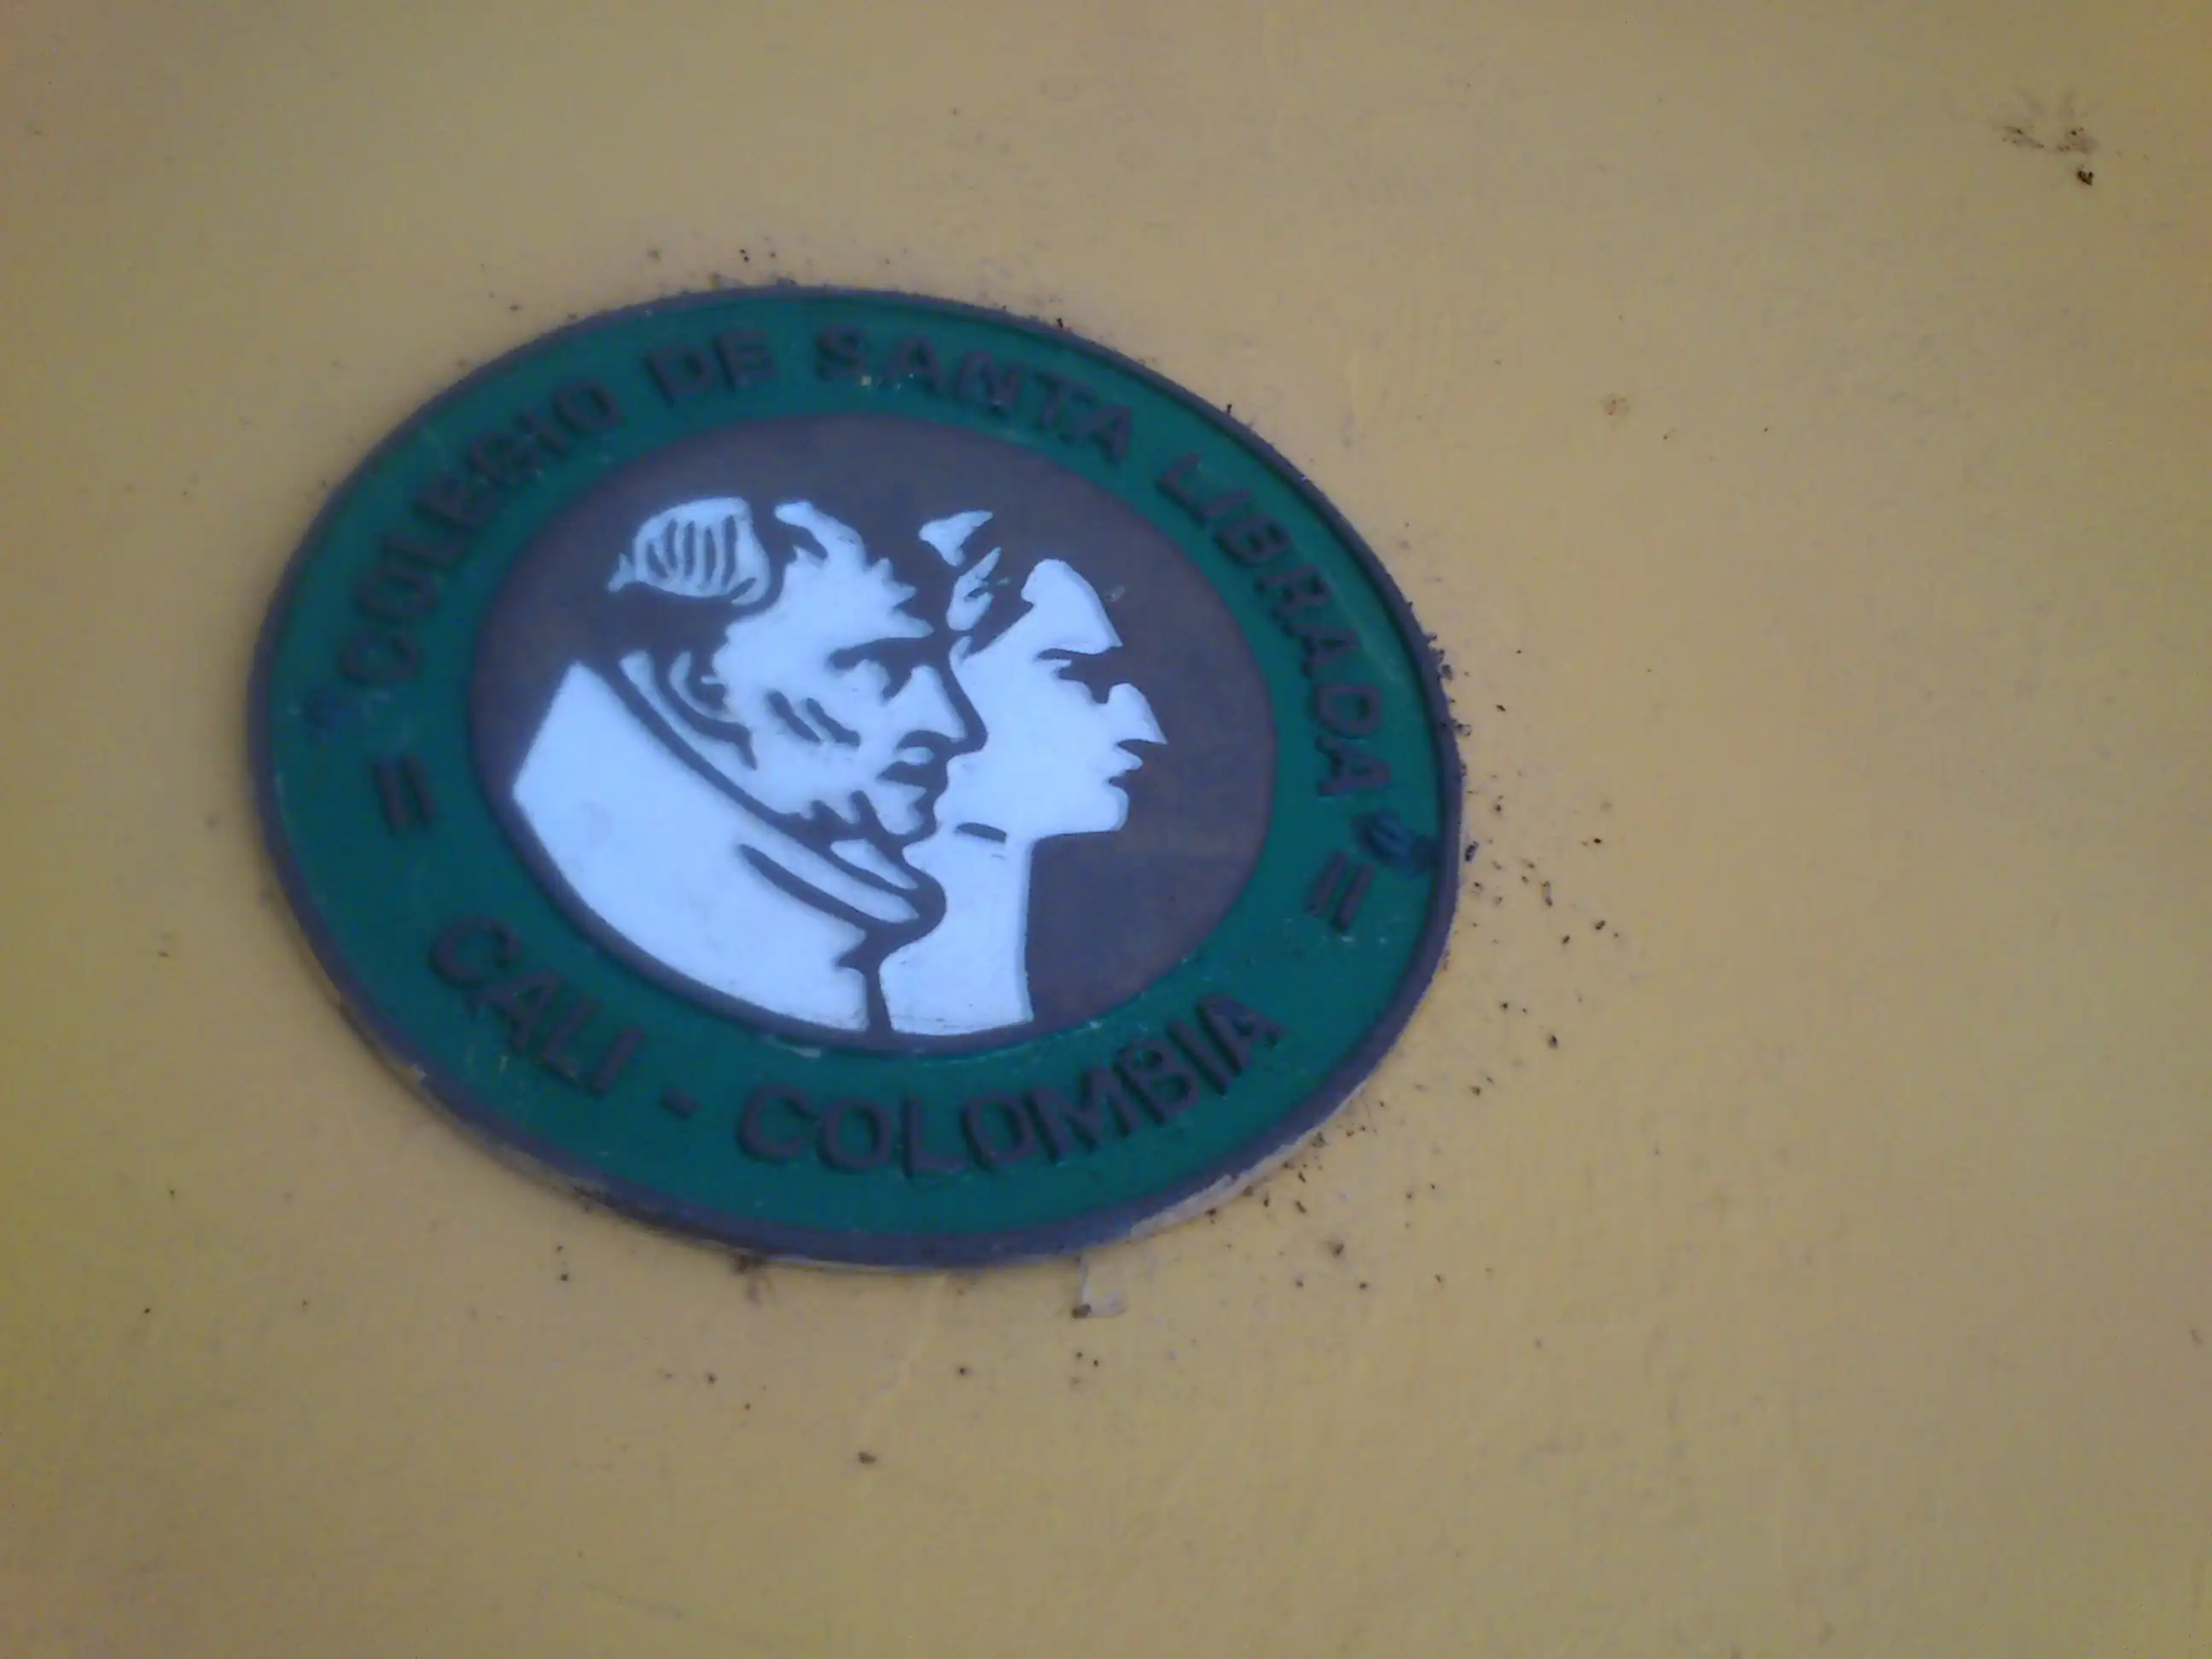 COLEGIO DE SANTA LIBRADA
= CALI - COLOMBIA =